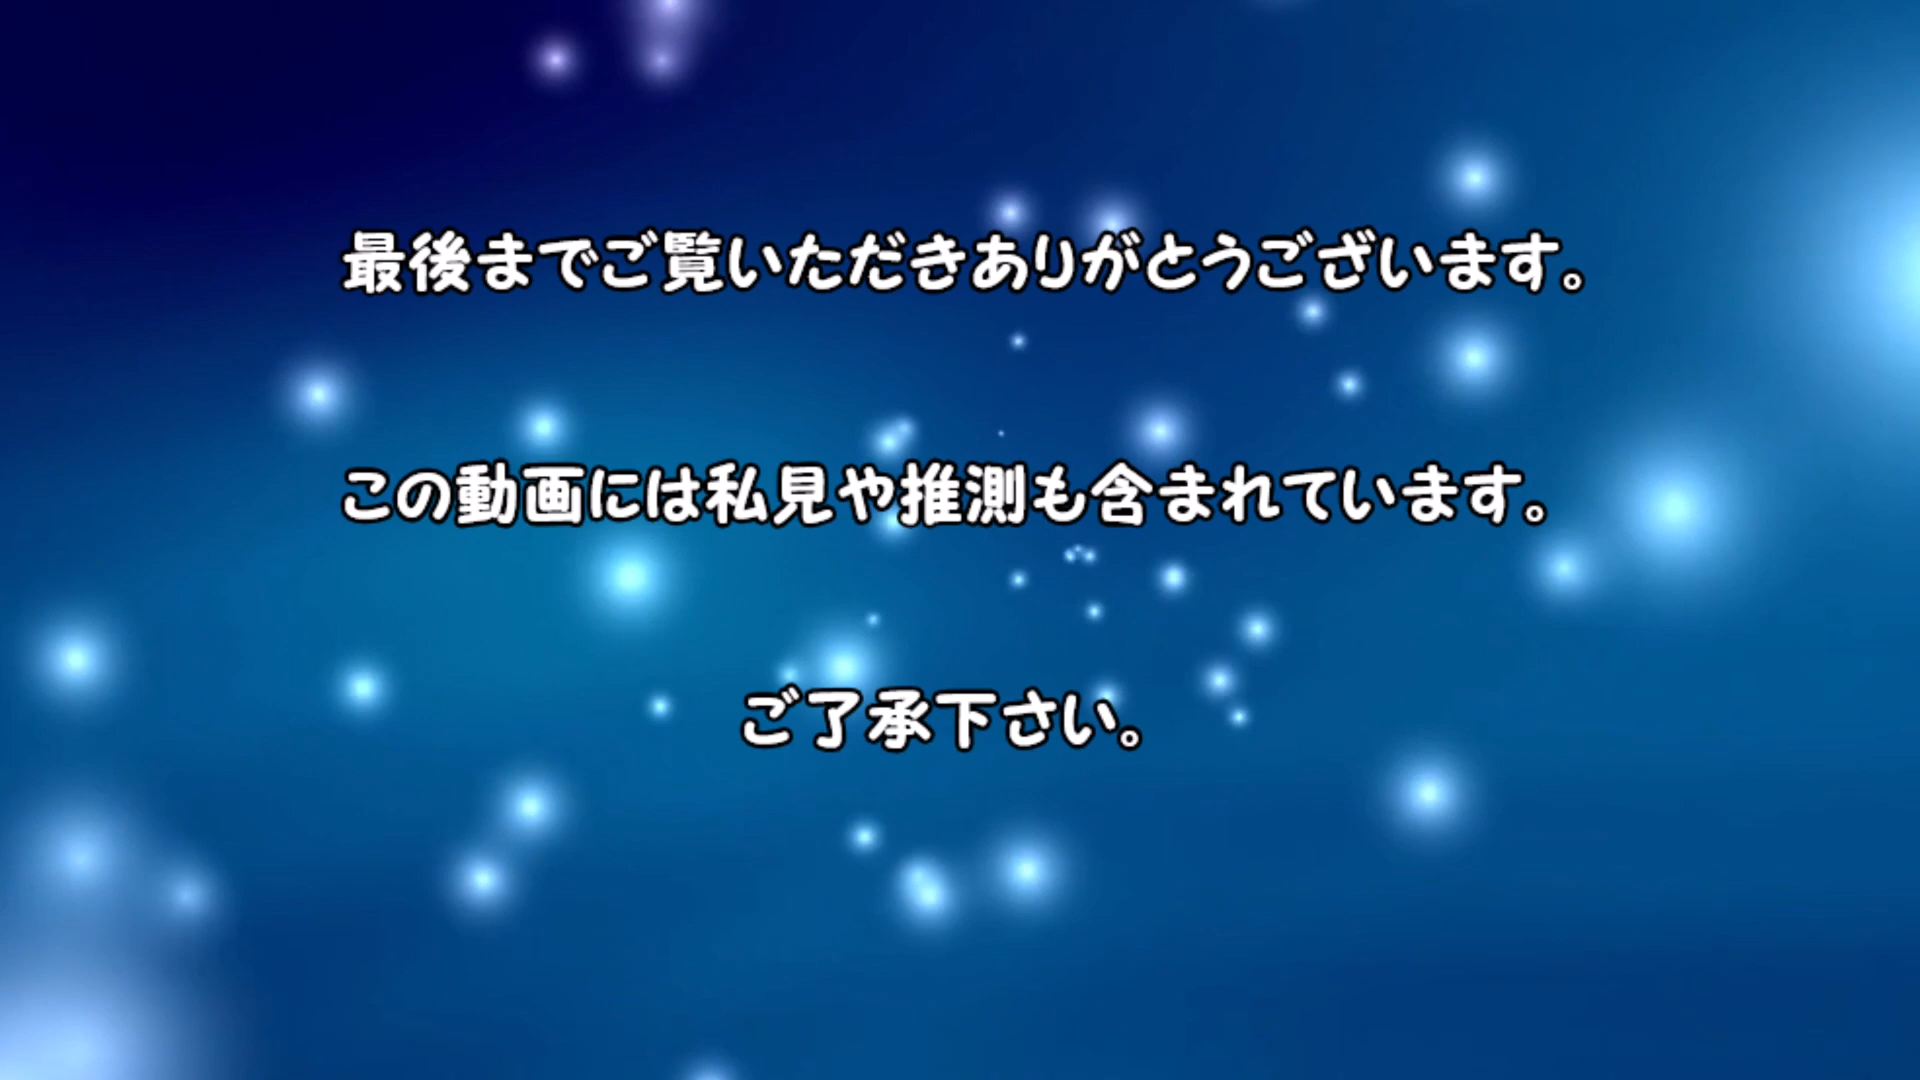 最後までご覧いただきありがとうございます。
この動画には私見や推測も含まれています。
ご了承下さい。